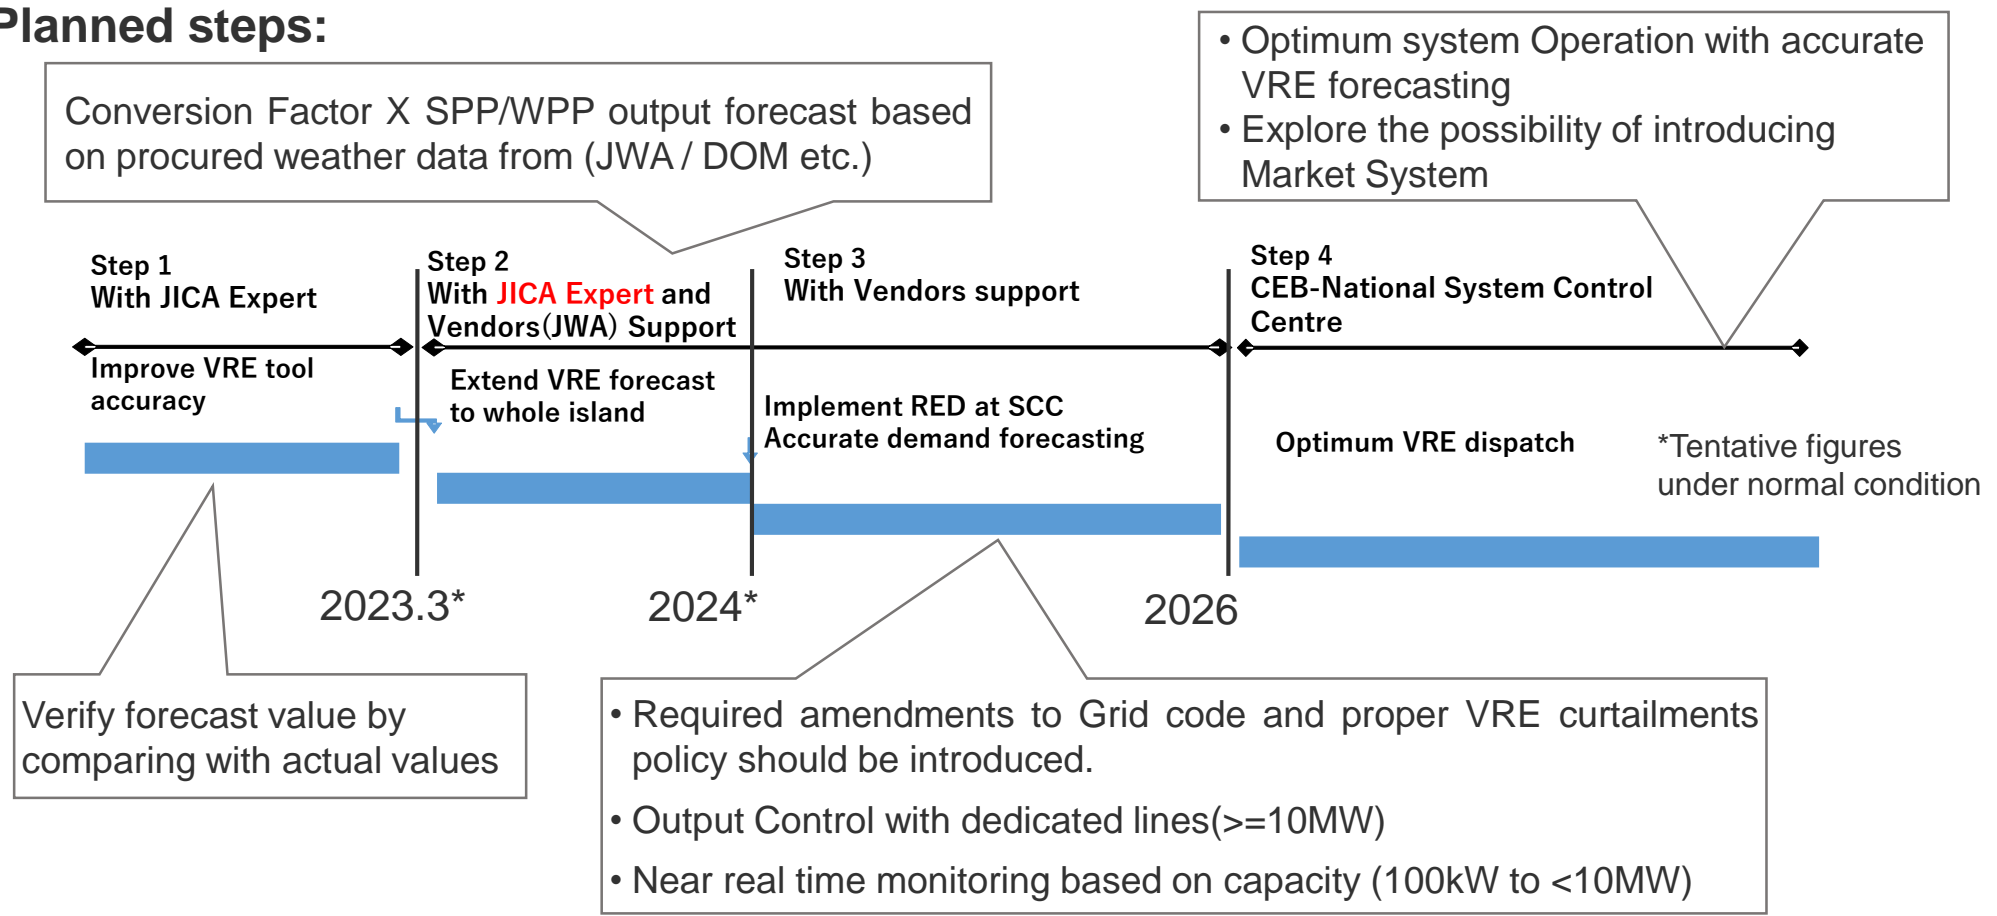 Planned steps:
Conversion Factor X SPP/WPP output forecast based
on procured weather data from (JWA / DOM etc.)
• Optimum system Operation with accurate
VRE forecasting
• Explore the possibility of introducing
Market System
Step 1
With JICA Expert
Step 2
With JICA Expert and
Vendors(JWA) Support
Step 3
With Vendors support
Step 4
CEB-National System Control
Centre
Improve VRE tool
accuracy
Extend VRE forecast
to whole island
Implement RED at SCC
Accurate demand forecasting
Optimum VRE dispatch
*Tentative figures
under normal condition
2023.3*
2024*
2026
Verify forecast value by
comparing with actual values
• Required amendments to Grid code and proper VRE curtailments
policy should be introduced.
• Output Control with dedicated lines(>=10MW)
• Near real time monitoring based on capacity (100kW to <10MW)